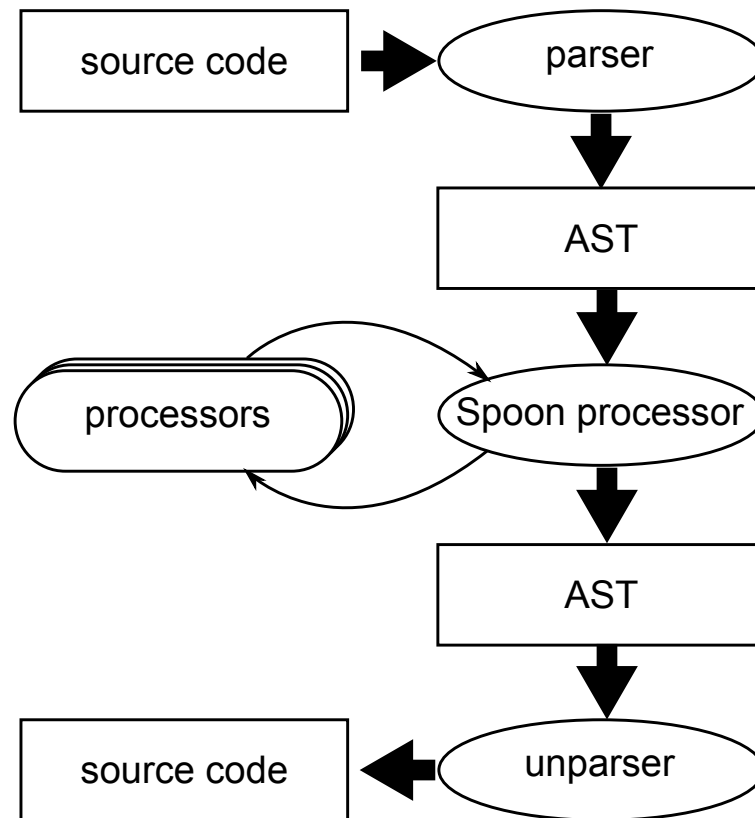 source code
parser
AST
processors
Spoon processor
AST
source code
unparser